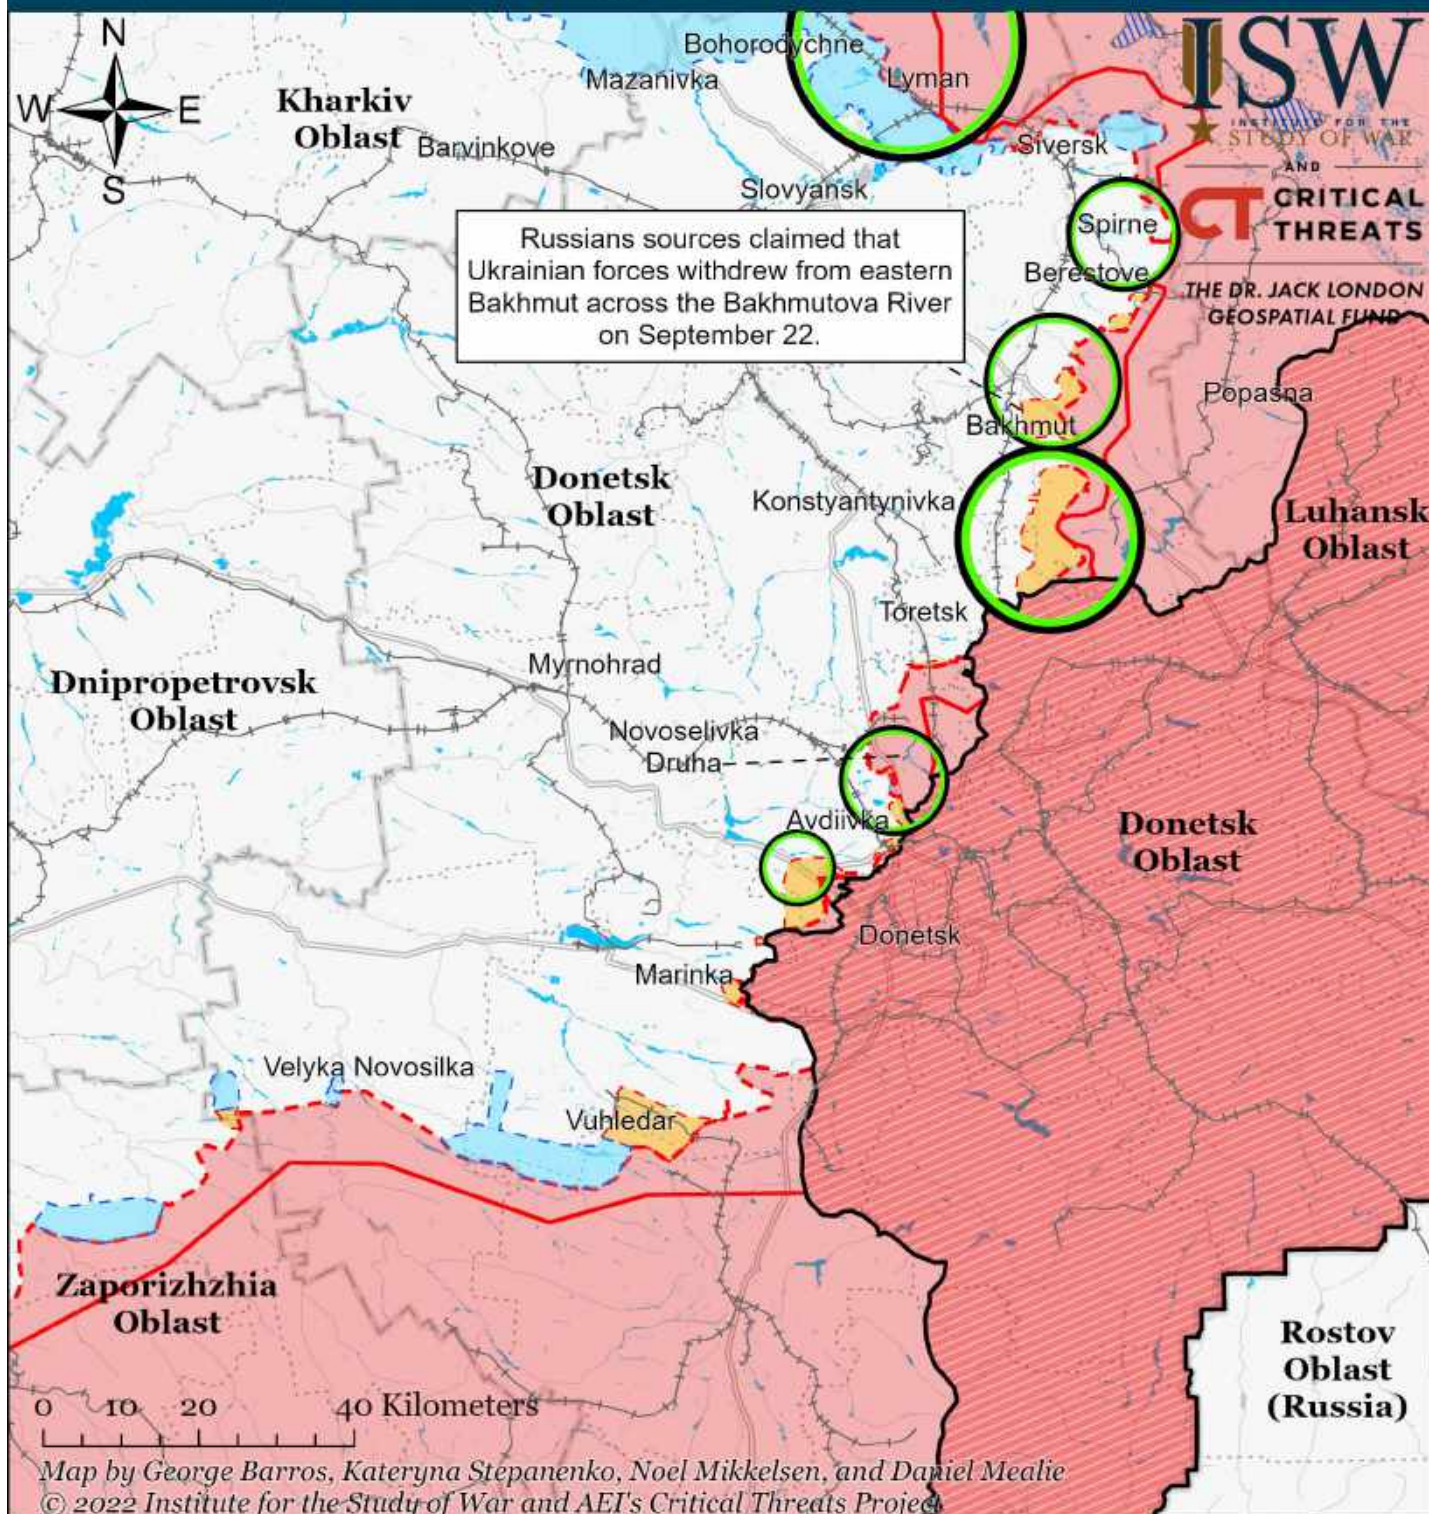 N
W
E
S
Kharkiv
Oblast
Bohorodychne
Mazanivka
Lyman
ISW
INSTITUTE FOR THE
STUDY OF WAR
AND
CT CRITICAL
THREATS
THE DR. JACK LONDON
GEOSPATIAL FUND
Barvinkove
Siversk
Slovyansk
Spirne
Berestove
Russians sources claimed that
Ukrainian forces withdrew from eastern
Bakhmut across the Bakhmutova River
on September 22.
Popasna
Bakhmut
Donetsk
Oblast
Konstyantynivka
Luhansk
Oblast
Toretsk
Myrnohrad
Dnipropetrovsk
Oblast
Novoselivka
Druha
Avdiivka
Donetsk
Oblast
Donetsk
Marinka
Velyka Novosilka
Vuhledar
Zaporizhzhia
Oblast
Rostov
Oblast
(Russia)
0 10 20 40 Kilometers
Map by George Barros, Kateryna Stepanenko, Noel Mikkelsen, and Daniel Mealie
© 2022 Institute for the Study of War and AEI's Critical Threats Project